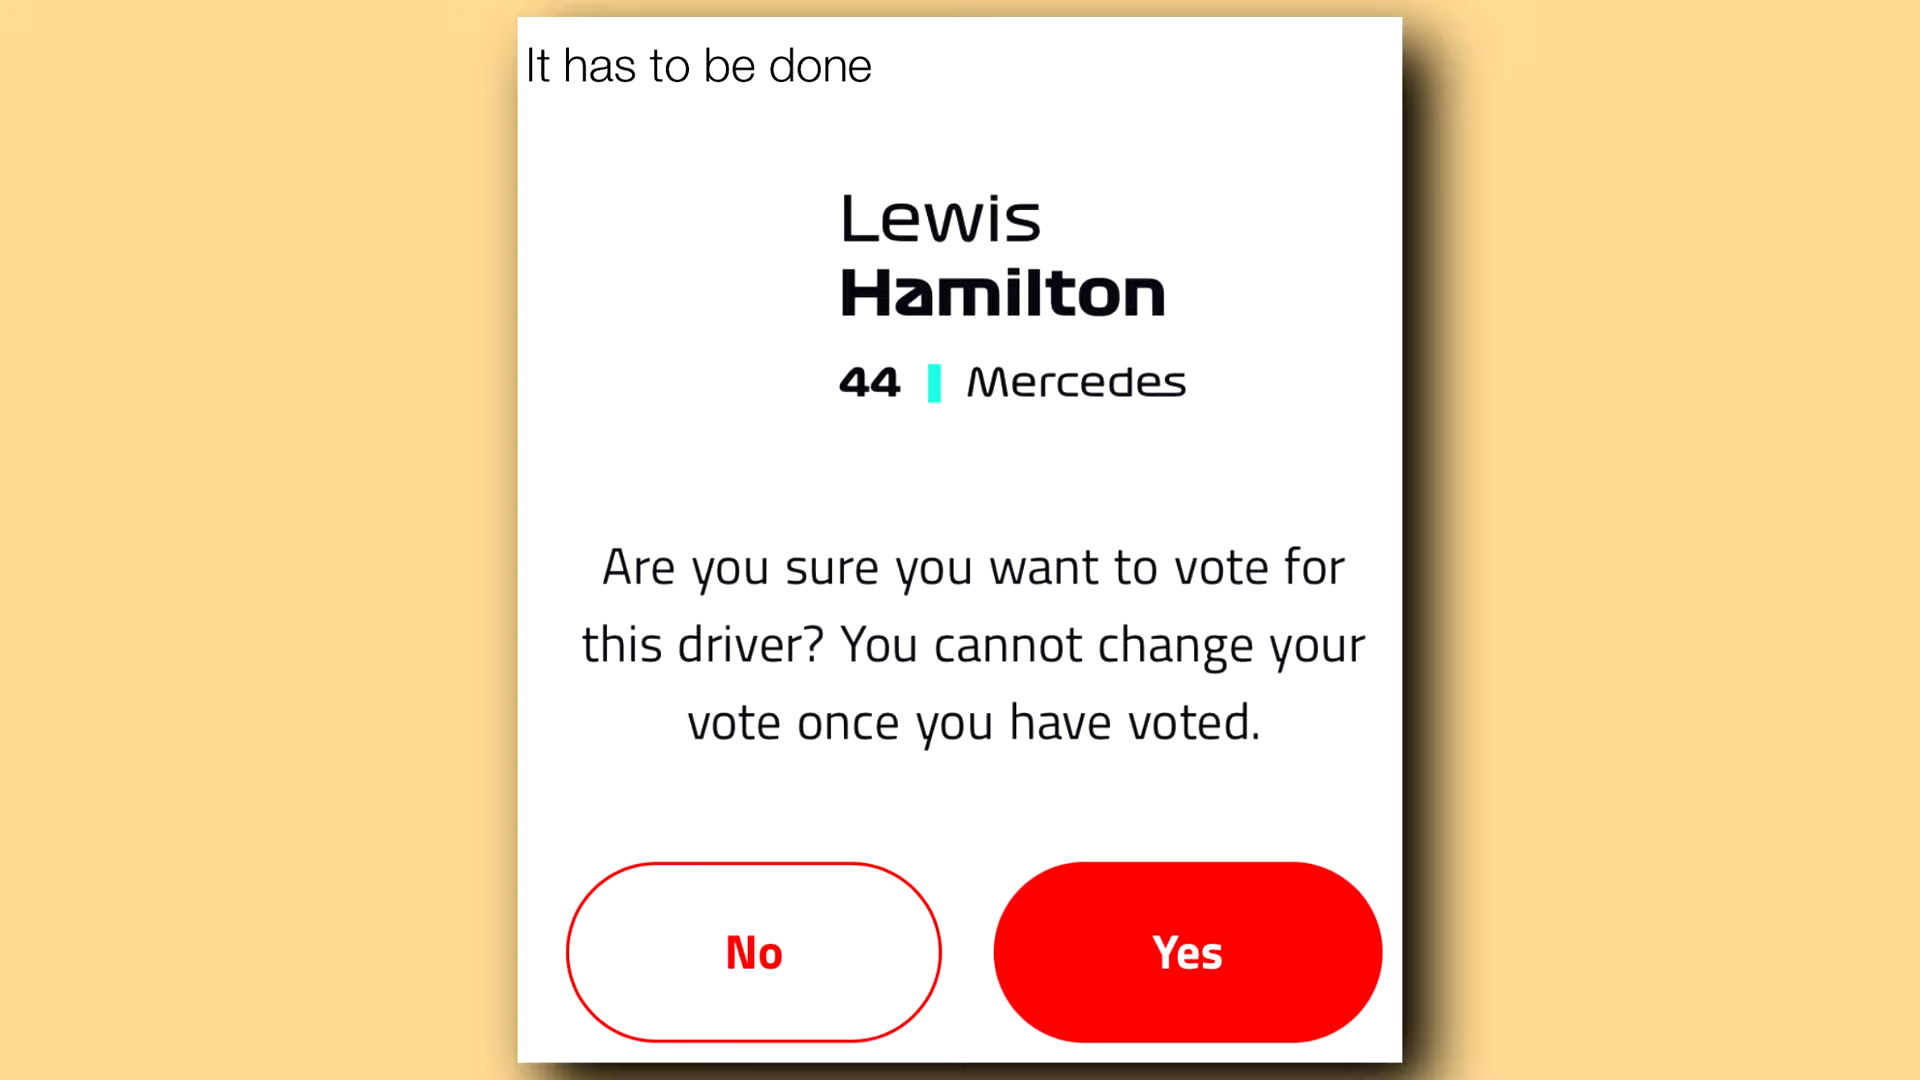 It has to be done
Lewis
Hamilton
44 Mercedes
Are you sure you want to vote for
this driver? You cannot change your
vote once you have voted.
No Yes